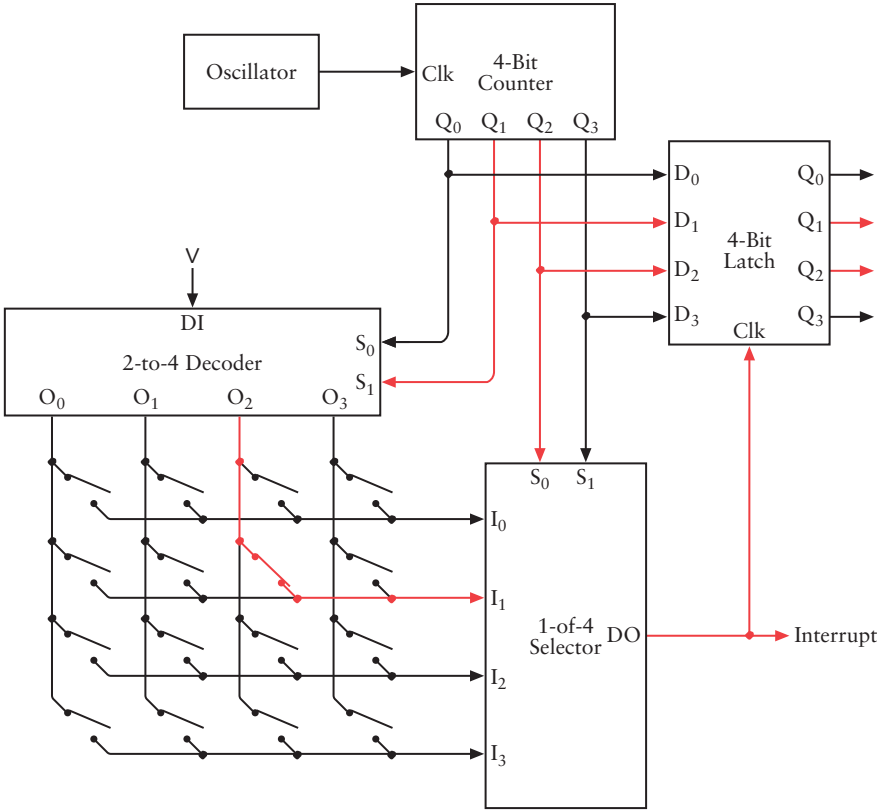 Oscillator
Clk
4-Bit
Counter
Q0 Q1 Q2 Q3
D0
D1
D2
D3
4-Bit
Latch
Clk
Q0
Q1
Q2
Q3
V
DI
2-to-4 Decoder
S0
S1
O0 O1 O2 O3
S0 S1
I0
I1
I2
I3
1-of-4
Selector
DO
Interrupt